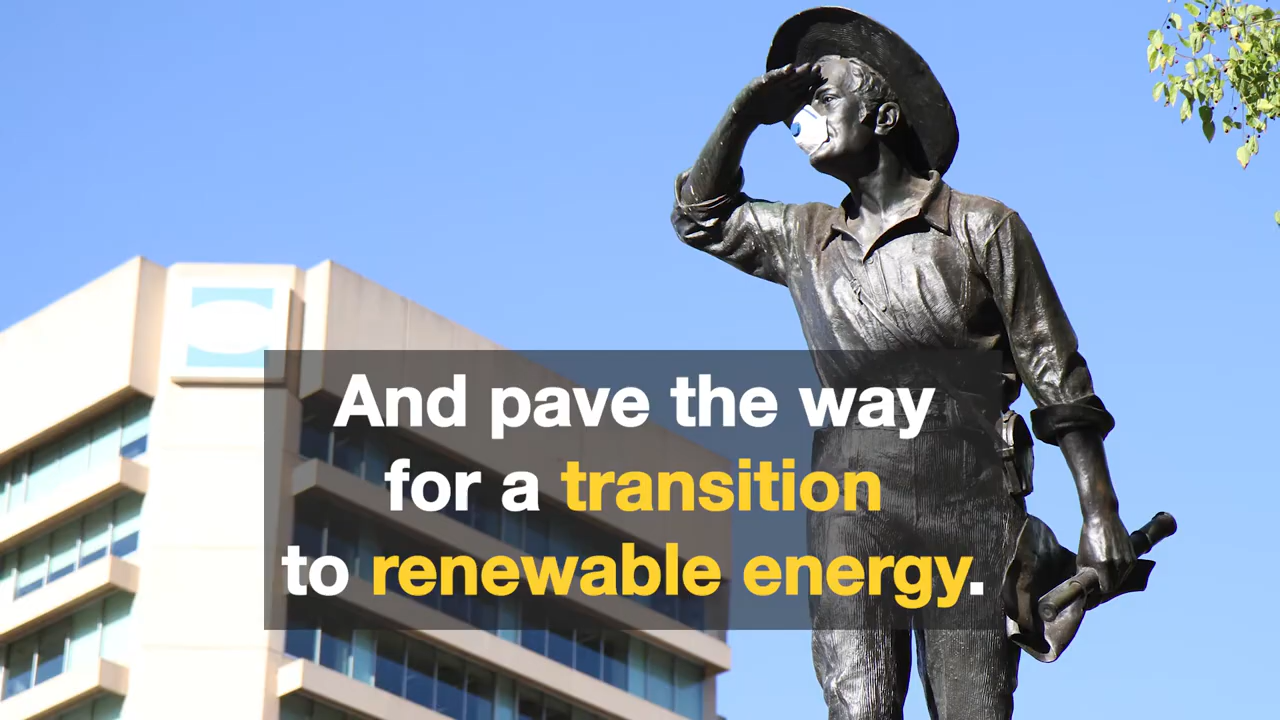 And pave the way
for a transition
to renewable energy.